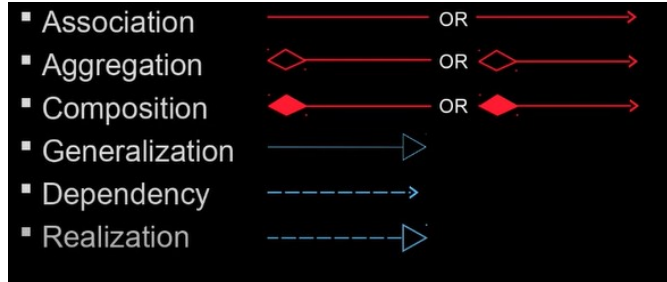 ▪ Association OR
▪ Aggregation OR
▪ Composition OR
▪ Generalization
▪ Dependency
▪ Realization